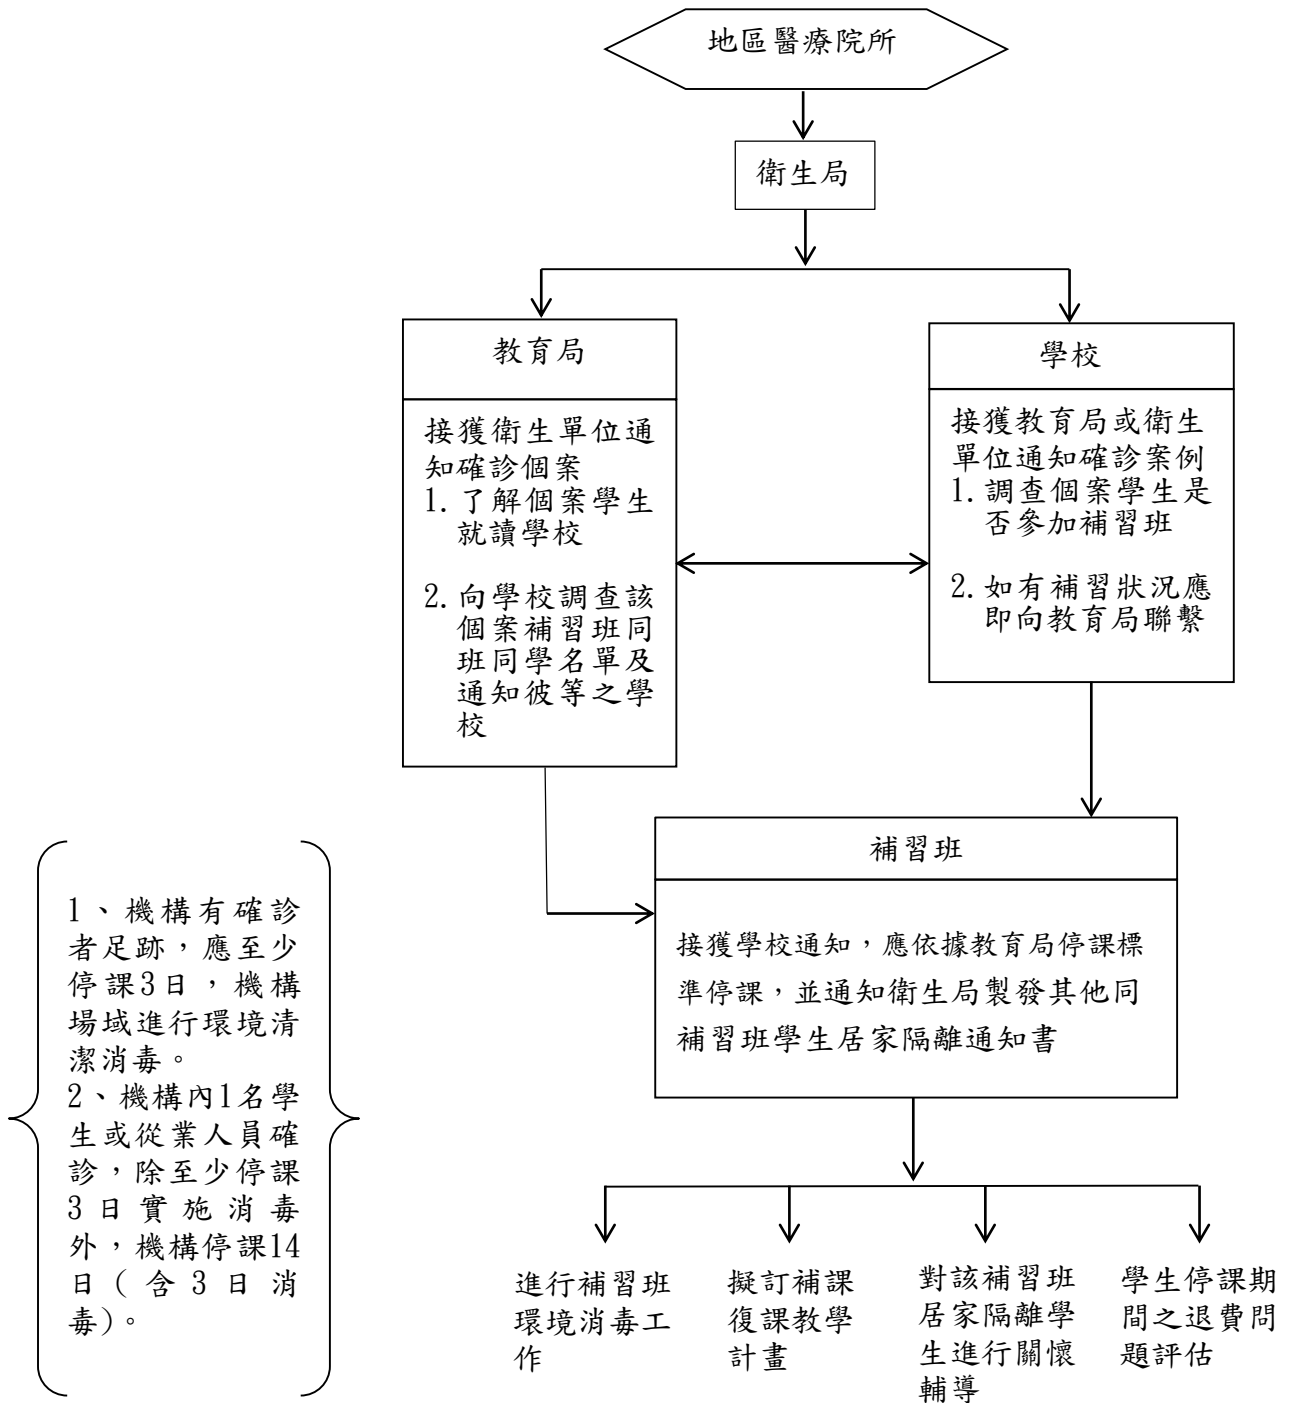 地區醫療院所
衛生局
教育局
接獲衛生單位通
知確診個案
1. 了解個案學生
就讀學校
2. 向學校調查該
個案補習班同
班同學名單及
通知彼等之學
校
學校
接獲教育局或衛生
單位通知確診案例
1. 調查個案學生是
否參加補習班
2. 如有補習狀況應
即向教育局聯繫
補習班
接獲學校通知，應依據教育局停課標
準停課，並通知衛生局製發其他同
補習班學生居家隔離通知書
1、機構有確診
者足跡，應至少
停課3日，機構
場域進行環境清
潔消毒。
2、機構內1名學
生或從業人員確
診，除至少停課
3日實施消毒
外，機構停課14
日(含3日消
毒)。
進行補習班
環境消毒工
作
擬訂補課
復課教學
計畫
對該補習班
居家隔離學
生進行關懷
輔導
學生停課期
間之退費問
題評估